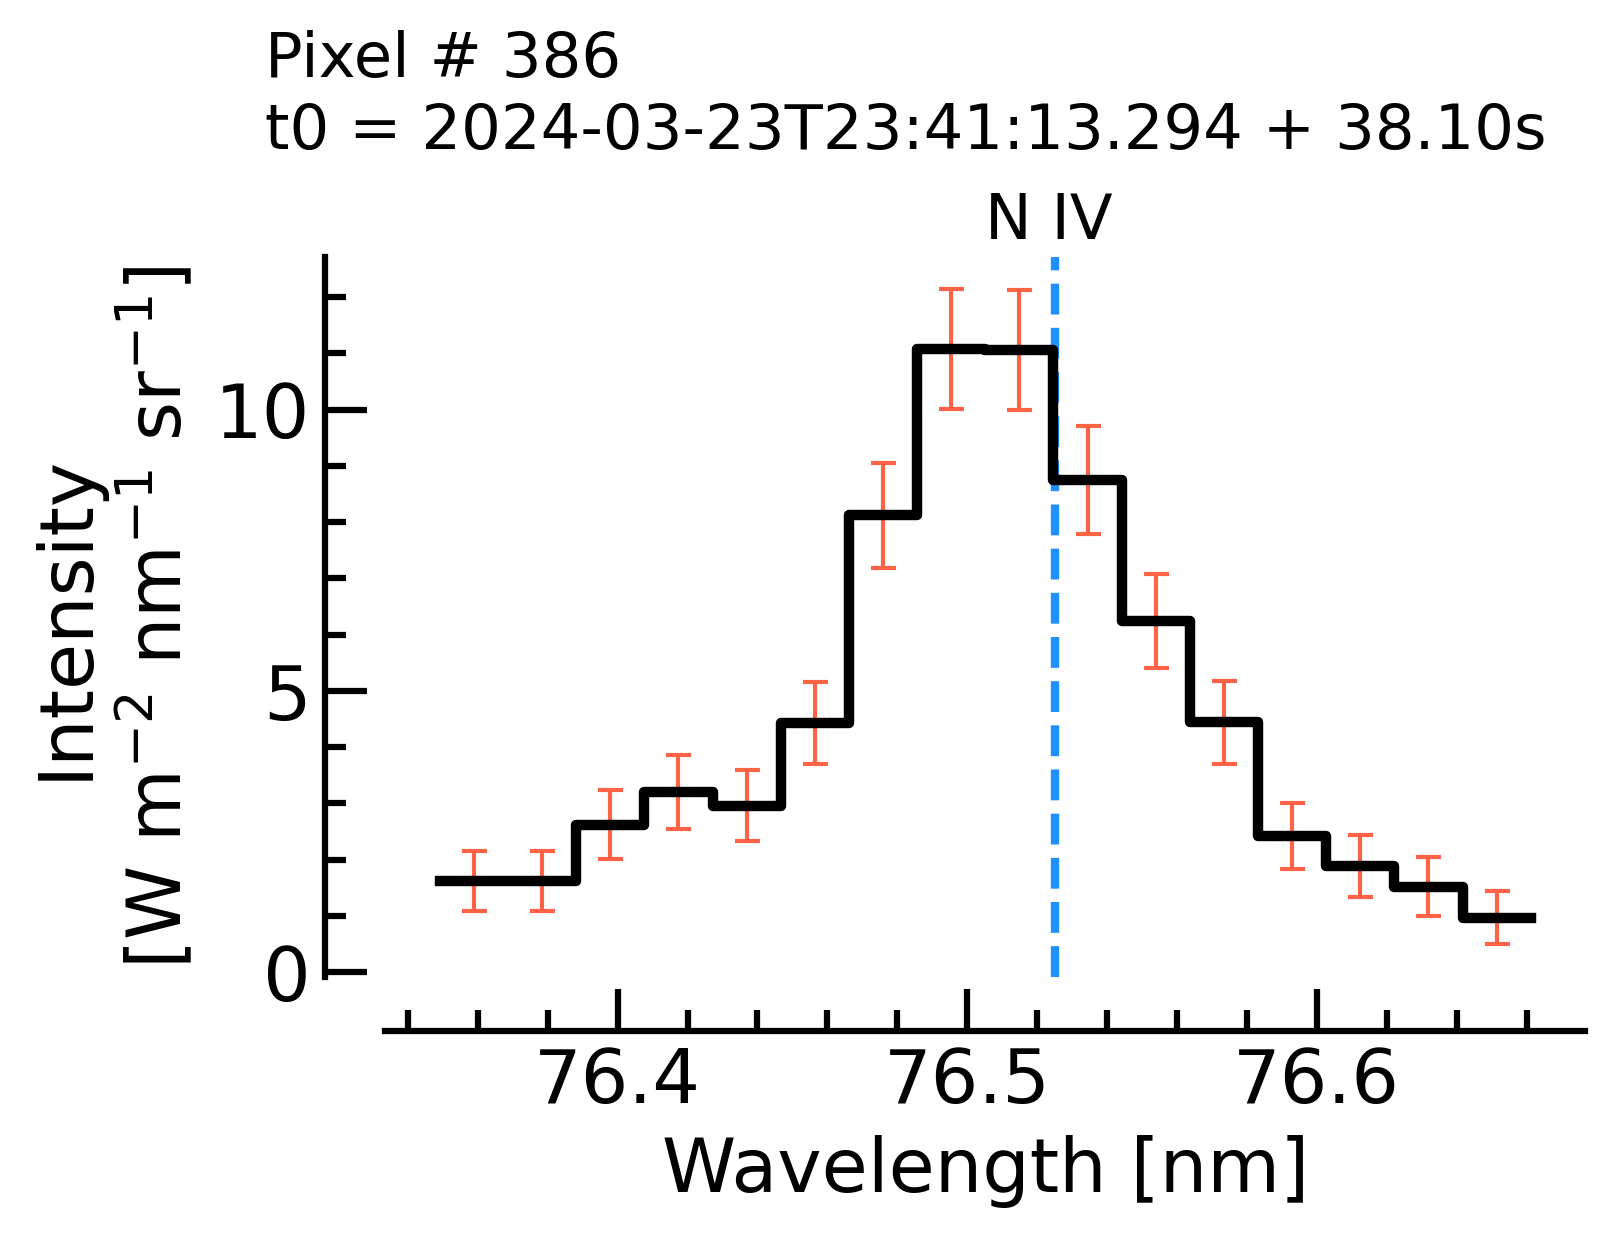 Pixel # 386
t0 = 2024-03-23T23:41:13.294 + 38.10s
N IV
Intensity
[W m⁻² nm⁻¹ sr⁻¹]
10
5
0
76.4 76.5 76.6
Wavelength [nm]